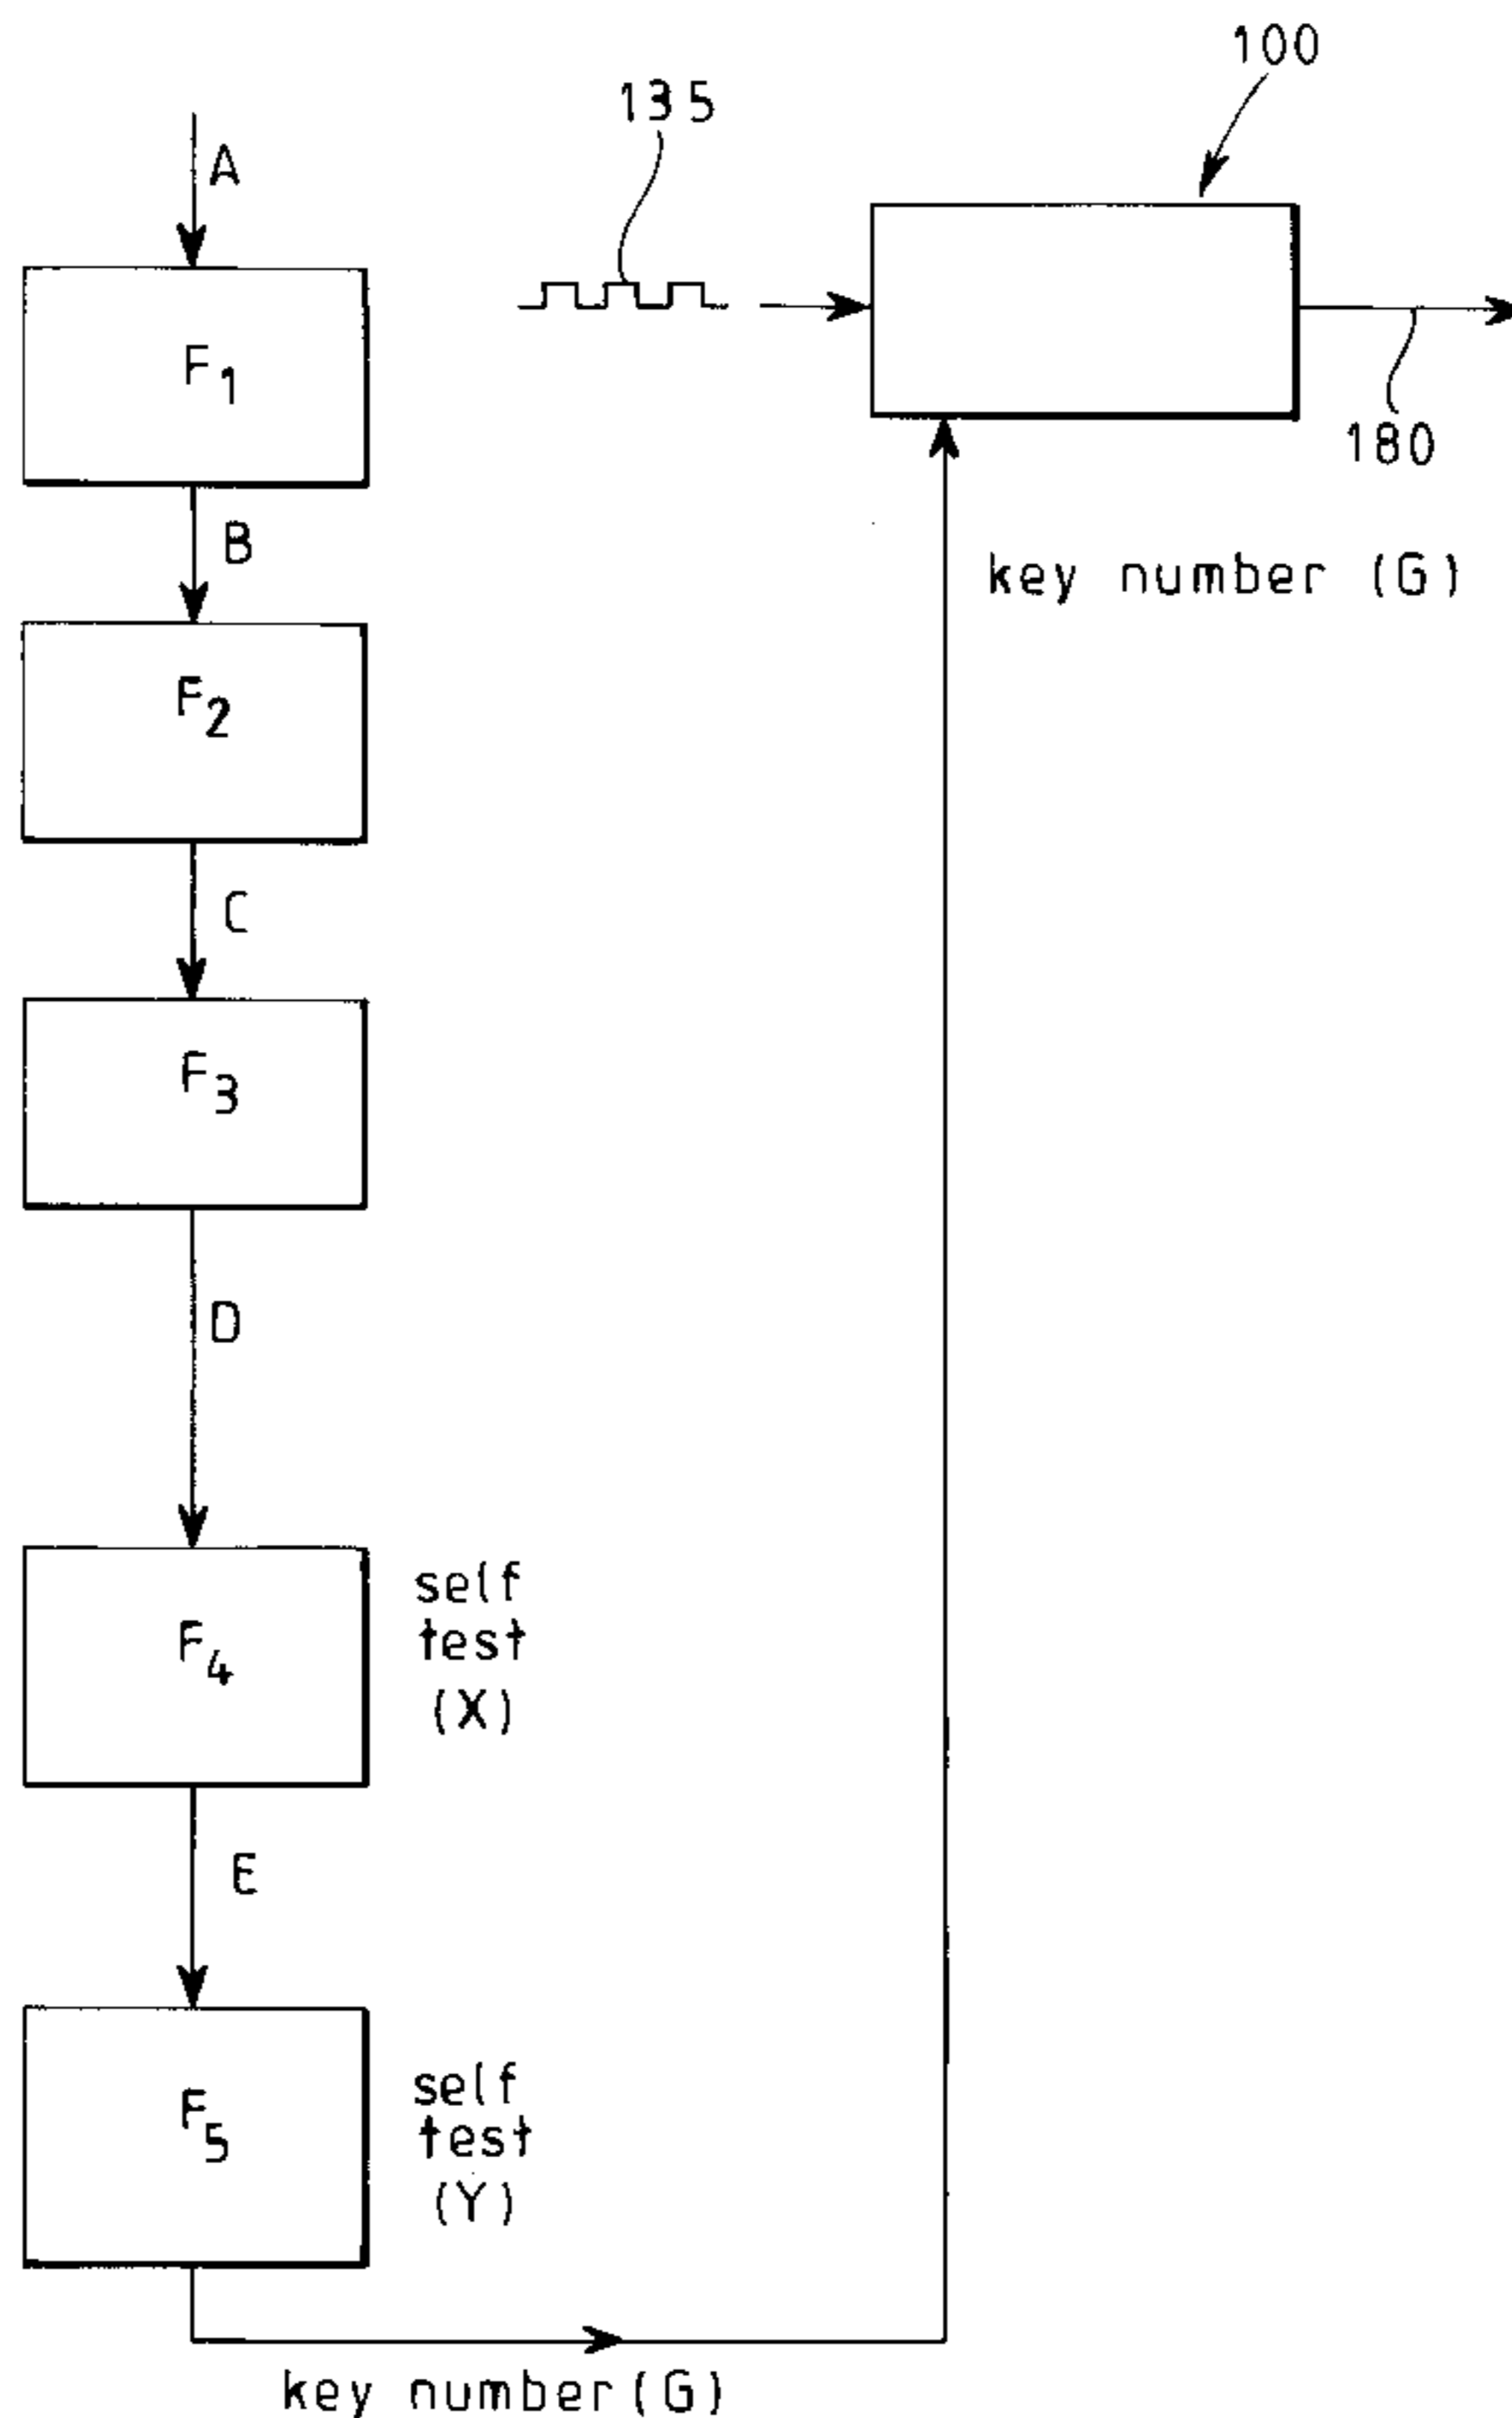 100
135
A
F1
180
B
key number (G)
F2
C
F3
D
F4
self
test
(X)
E
F5
self
test
(Y)
key number (G)